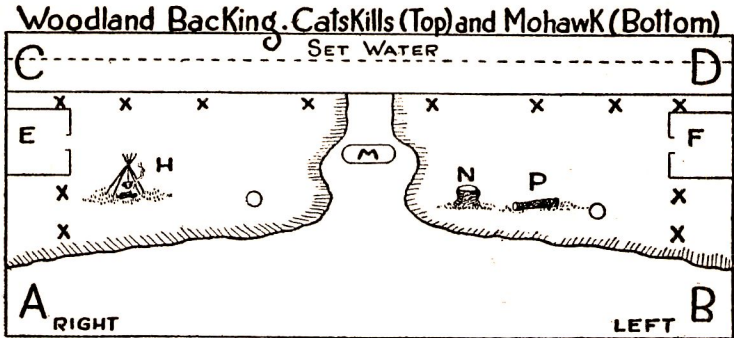 Woodland Backing. CatsKills (Top) and Mohawk (Bottom)
SET WATER
C D
X X X X X X X X
E F
H
M
N P
X X
X X
A B
RIGHT LEFT